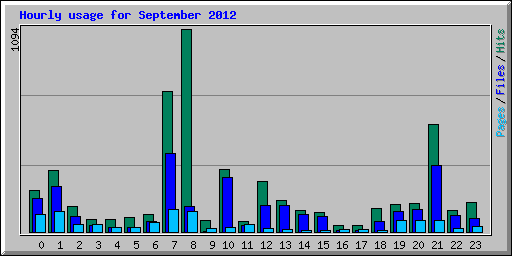 Hourly usage for September 2012
1094
Pages/Files/Hits
0 1 2 3 4 5 6 7 8 9 10 11 12 13 14 15 16 17 18 19 20 21 22 23